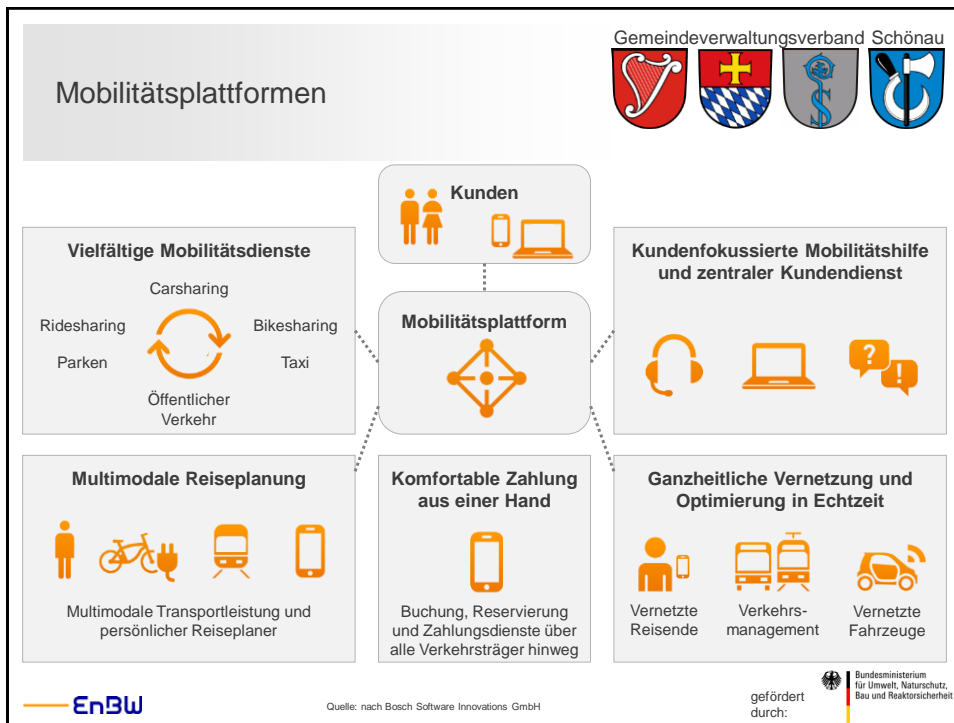 Gemeindeverwaltungsverband Schönau
Mobilitätsplattformen
Kunden
Vielfältige Mobilitätsdienste
Carsharing
Ridesharing
Bikesharing
Parken
Taxi
Öffentlicher
Verkehr
Mobilitätsplattform
Kundenfokussierte Mobilitätshilfe
und zentraler Kundendienst
?
!
Multimodale Reiseplanung
Multimodale Transportleistung und
persönlicher Reiseplaner
Komfortable Zahlung
aus einer Hand
Buchung, Reservierung
und Zahlungsdienste über
alle Verkehrsträger hinweg
Ganzheitliche Vernetzung und
Optimierung in Echtzeit
Vernetzte
Reisende
Verkehrs-
management
Vernetzte
Fahrzeuge
EnBW
Quelle: nach Bosch Software Innovations GmbH
gefördert
durch:
Bundesministerium
für Umwelt, Naturschutz,
Bau und Reaktorsicherheit